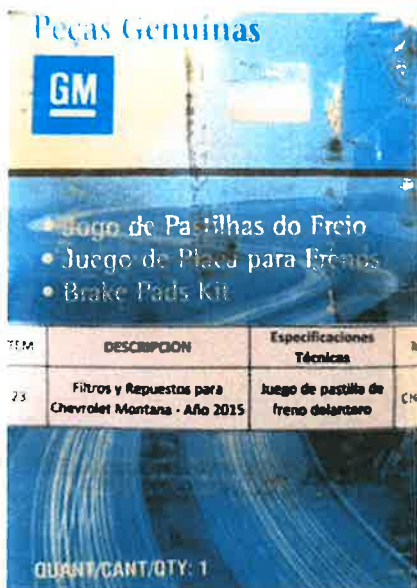 Peças Genuinas
GM
• Jogo de Pastilhas do Freio
• Juego de Placa para Frenos
• Brake Pads Kit
ITEM DESCRIPCION Especificaciones Técnicas
23 Filtros y Repuestos para Chevrolet Montana - Año 2015 Juego de pastilla de freno delantero
QUANT/CANT/QTY: 1